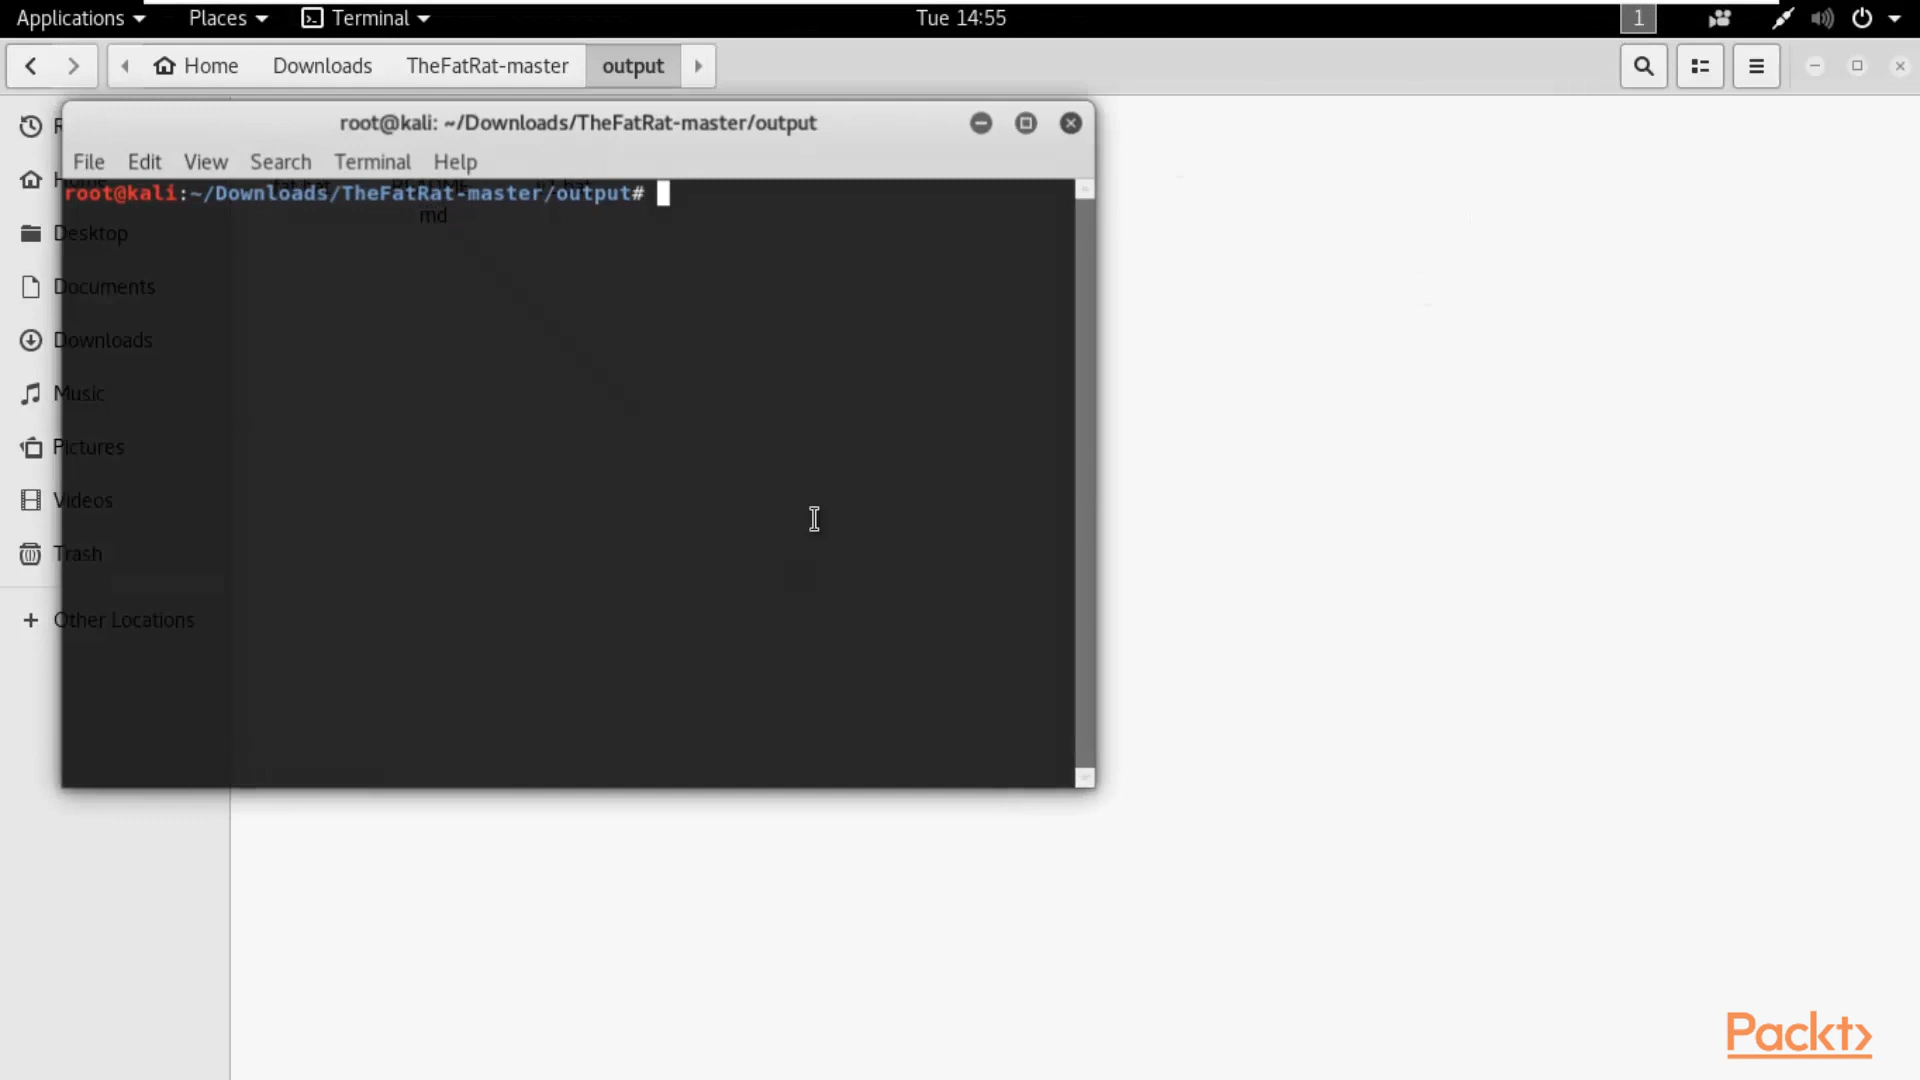 Applications Places Terminal Tue 14:55 1
Home Downloads TheFatRat-master output
root@kali: ~/Downloads/TheFatRat-master/output
File Edit View Search Terminal Help
root@kali:~/Downloads/TheFatRat-master/output#
md
Home
Desktop
Documents
Downloads
Music
Pictures
Videos
Trash
+ Other Locations
Packt>